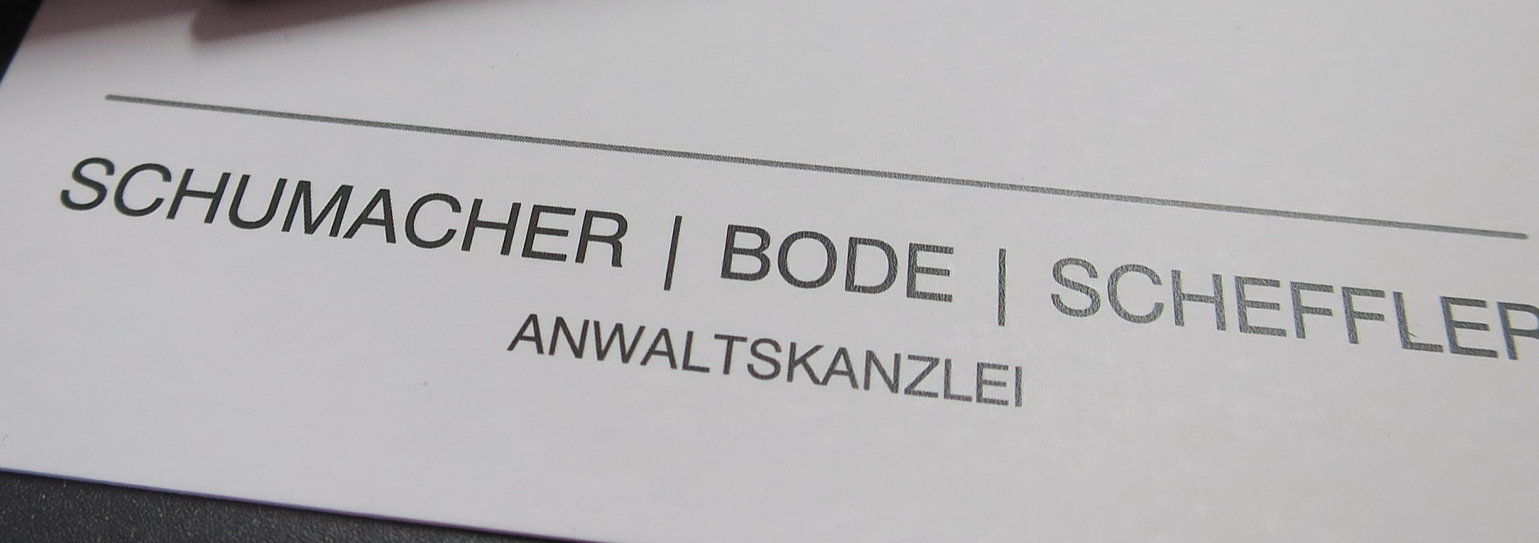 SCHUMACHER | BODE | SCHEFFLER
ANWALTSKANZLEI